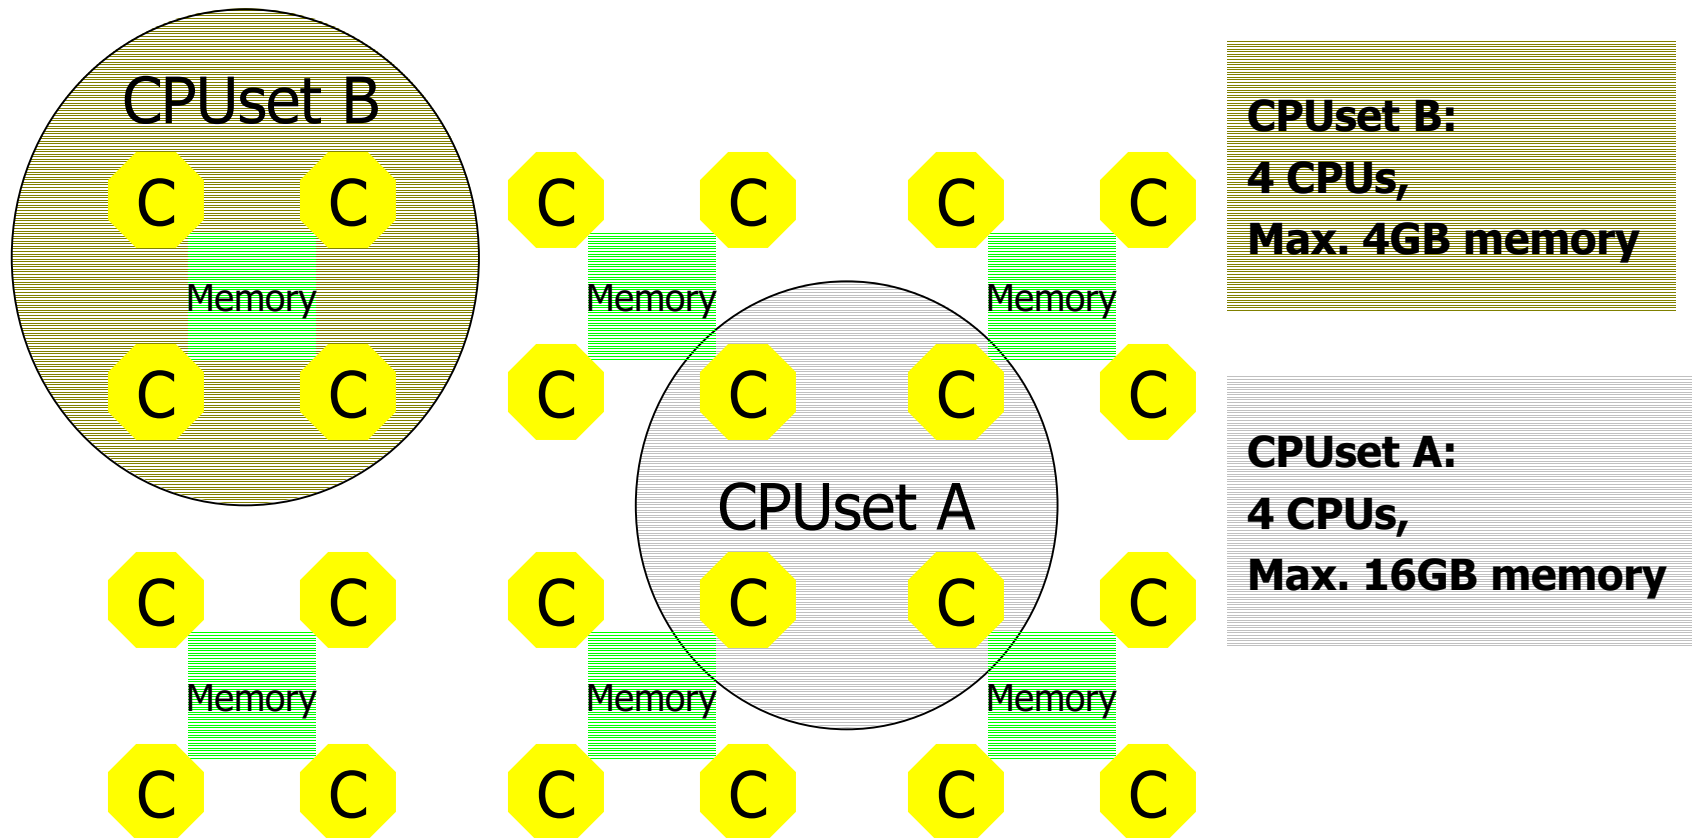 CPUset B
C C C C C C
Memory Memory Memory
C C C C C C
CPUset A
C C C C C C
Memory Memory Memory
C C C C C C
CPUset B:
4 CPUs,
Max. 4GB memory
CPUset A:
4 CPUs,
Max. 16GB memory